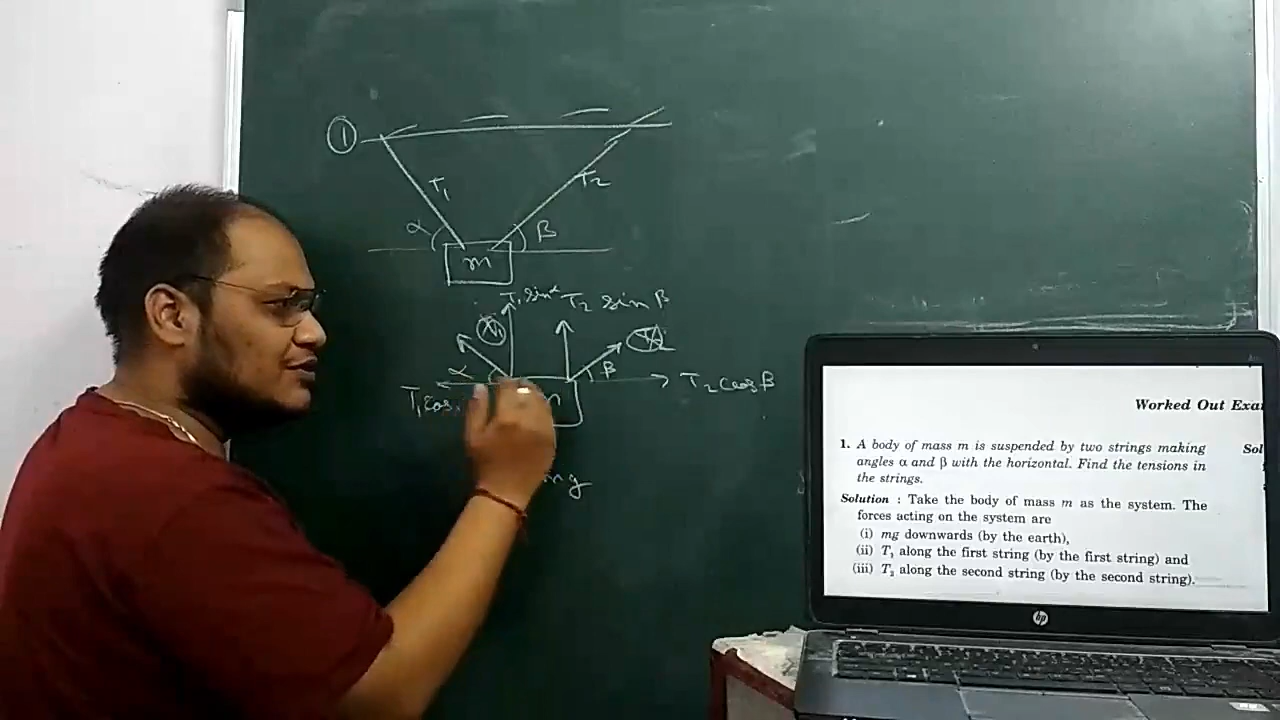 ①
T₁
T₂
α
β
m
T₁ sin α
T₂ sin β
α
β
T₁ cos
T₂ cos β
mg
Worked Out Exa
1. A body of mass m is suspended by two strings making
angles α and β with the horizontal. Find the tensions in
the strings.
Solution : Take the body of mass m as the system. The
forces acting on the system are
(i) mg downwards (by the earth),
(ii) T₁ along the first string (by the first string) and
(iii) T₂ along the second string (by the second string).
Sol
hp